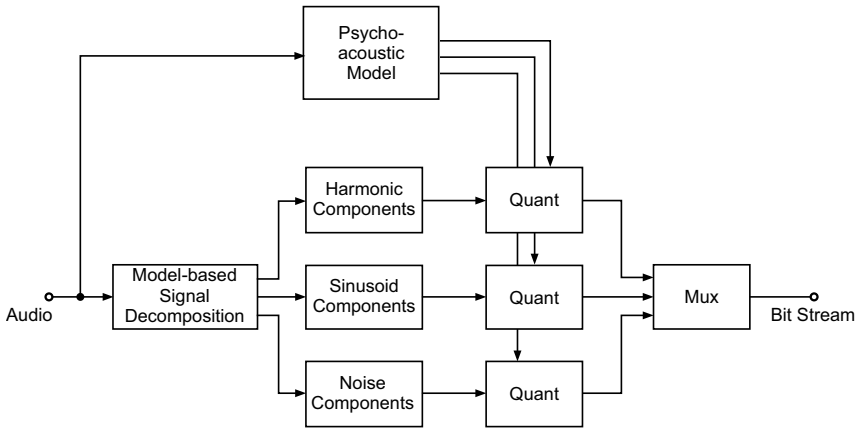 Psycho-
acoustic
Model
Harmonic
Components
Quant
Model-based
Signal
Decomposition
Sinusoid
Components
Quant
Mux
Audio
Bit Stream
Noise
Components
Quant